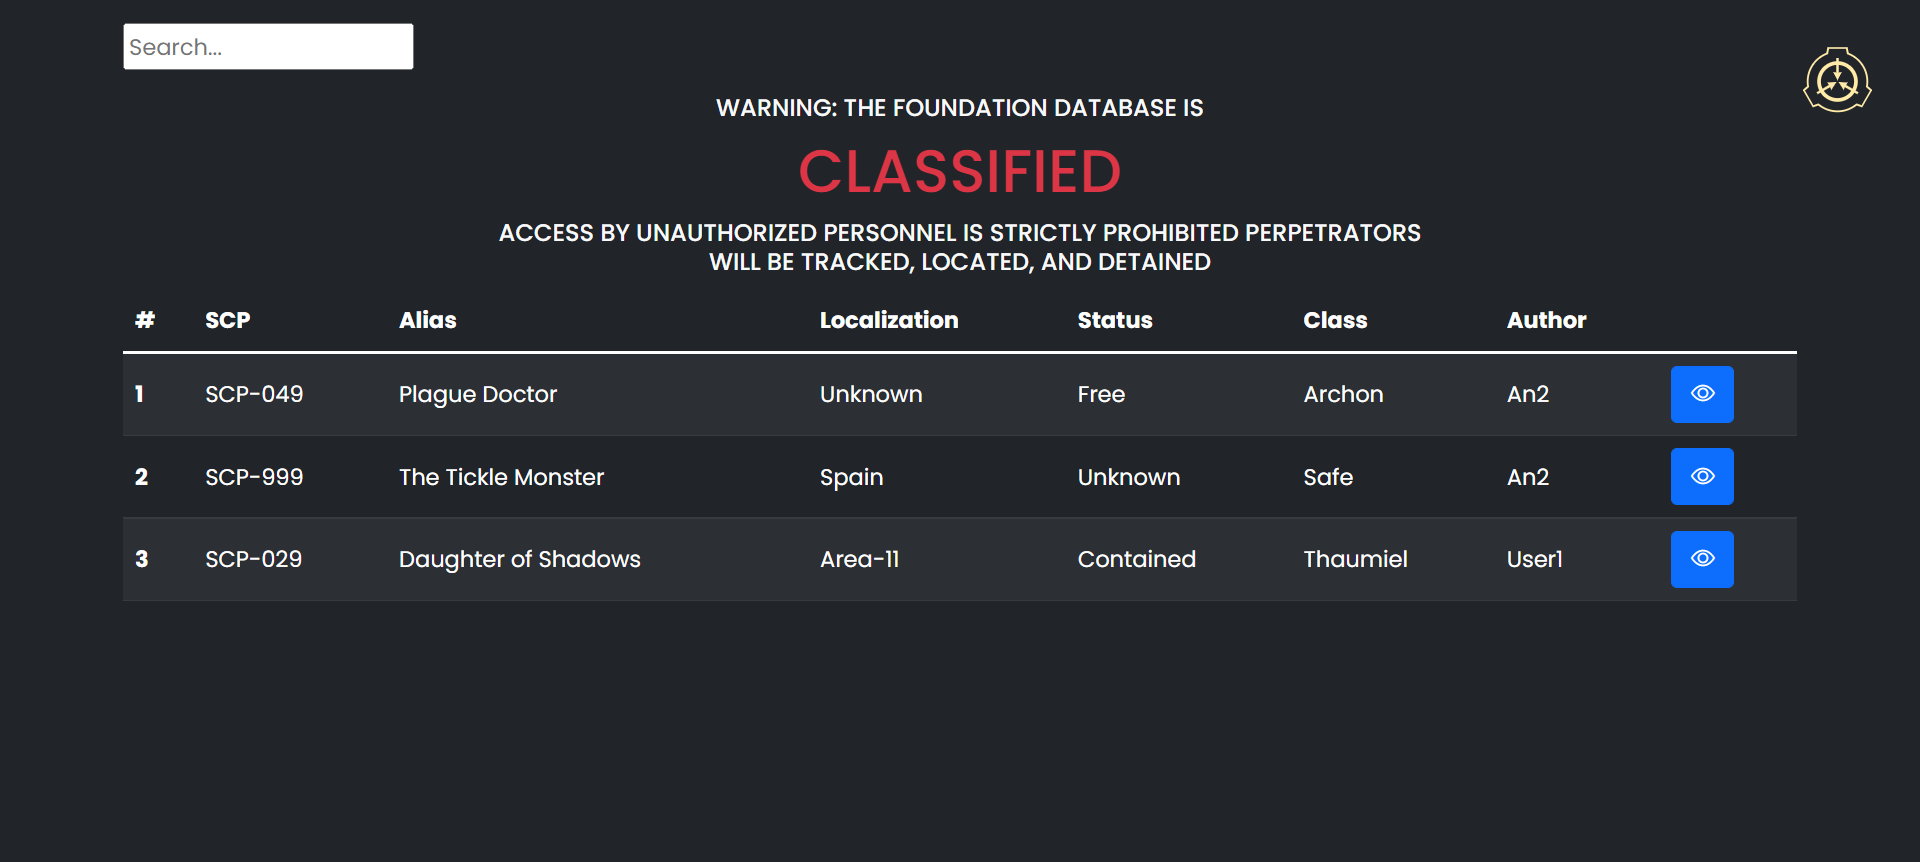 Search...
WARNING: THE FOUNDATION DATABASE IS
CLASSIFIED
ACCESS BY UNAUTHORIZED PERSONNEL IS STRICTLY PROHIBITED PERPETRATORS
WILL BE TRACKED, LOCATED, AND DETAINED
# SCP Alias Localization Status Class Author
1 SCP-049 Plague Doctor Unknown Free Archon An2
2 SCP-999 The Tickle Monster Spain Unknown Safe An2
3 SCP-029 Daughter of Shadows Area-11 Contained Thaumiel User1